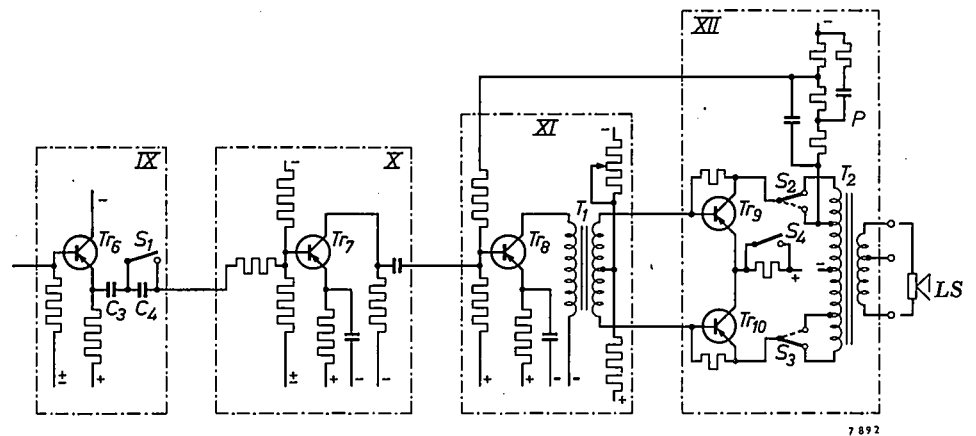 XII
-
P
XI
-
IX
-
X
-
T1
S2
T2
Tr9
S4
Tr6
S1
Tr7
Tr8
+
-
C3
C4
LS
Tr10
S3
±
+
±
+
-
-
+
+
-
-
+
7892